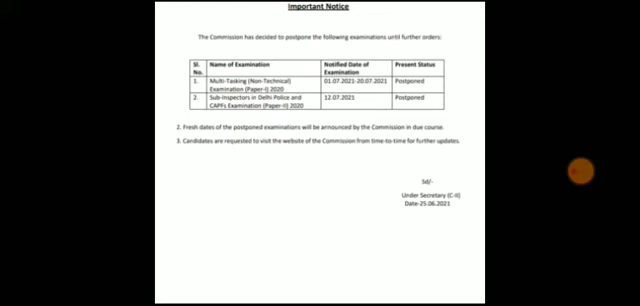 Important Notice
The Commission has decided to postpone the following examinations until further orders:
Sl. No. Name of Examination Notified Date of Examination Present Status
1. Multi-Tasking (Non-Technical) Examination (Paper-I) 2020 01.07.2021-20.07.2021 Postponed
2. Sub-Inspectors in Delhi Police and CAPFs Examination (Paper-II) 2020 12.07.2021 Postponed
2. Fresh dates of the postponed examinations will be announced by the Commission in due course.
3. Candidates are requested to visit the website of the Commission from time-to-time for further updates.
Sd/-
Under Secretary (C-II)
Date-25.06.2021